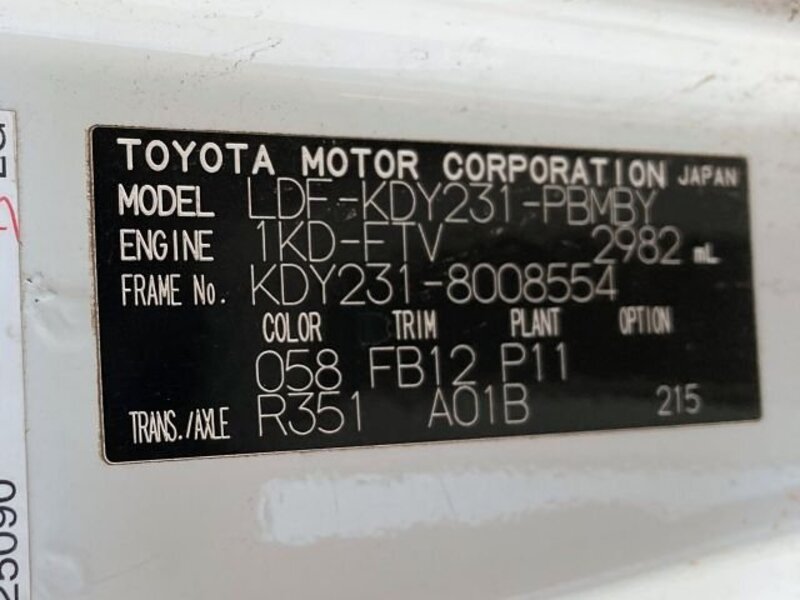 TOYOTA MOTOR CORPORATION JAPAN
MODEL LDF-KDY231-PBMBY
ENGINE 1KD-FTV 2982 mL
FRAME No. KDY231-8008554
COLOR TRIM PLANT OPTION
058 FB12 P11
TRANS./AXLE R351 A01B 215
25090